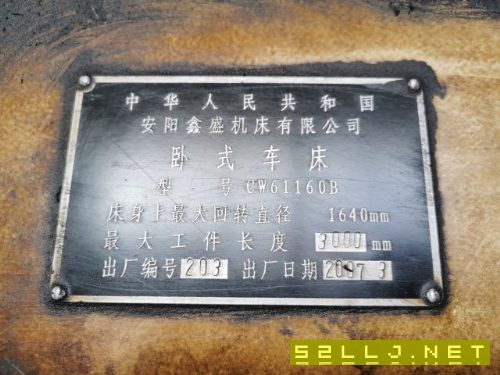 中华人民共和国
安阳鑫盛机床有限公司
卧式车床
型 号 CW61160B
床身上最大回转直径 1640mm
最大工件长度 3000mm
出厂编号 203 出厂日期 2007 3
52LLJ.NET